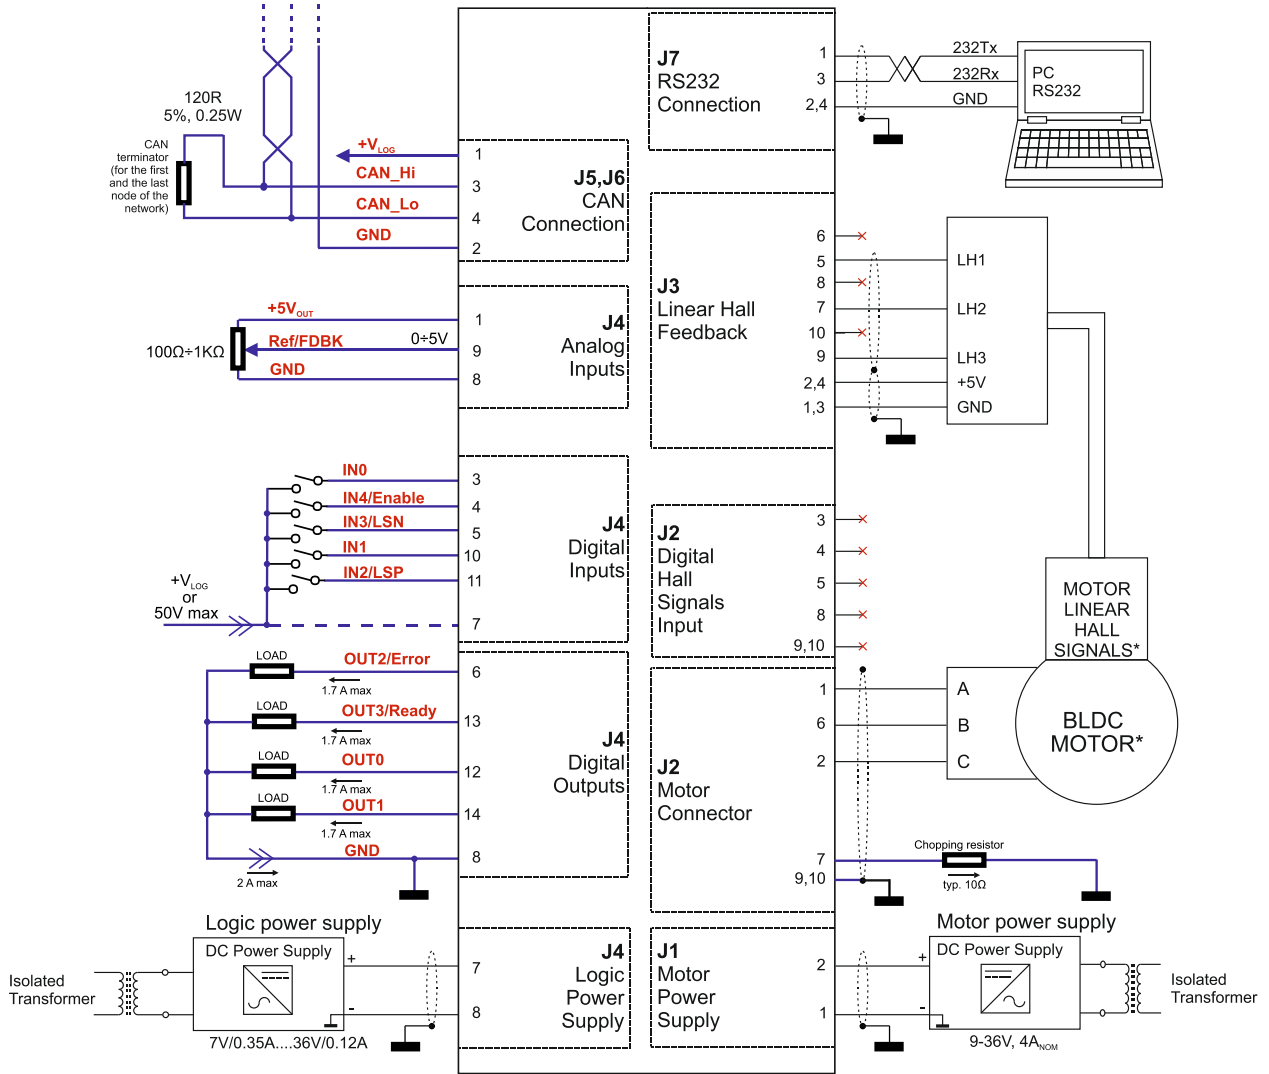 120R
5%, 0.25W
CAN
terminator
(for the first
and the last
node of the
network)
+VLOG
CAN_Hi
CAN_Lo
GND
1
3
4
2
J5,J6
CAN
Connection
+5VOUT
Ref/FDBK
0÷5V
GND
100Ω÷1KΩ
1
9
8
J4
Analog
Inputs
IN0
IN4/Enable
IN3/LSN
IN1
IN2/LSP
+VLOG
or
50V max
3
4
5
10
11
7
J4
Digital
Inputs
LOAD
OUT2/Error
1.7 A max
LOAD
OUT3/Ready
1.7 A max
LOAD
OUT0
1.7 A max
LOAD
OUT1
1.7 A max
GND
2 A max
6
13
12
14
8
J4
Digital
Outputs
Logic power supply
DC Power Supply
+
-
Isolated
Transformer
7V/0.35A....36V/0.12A
7
8
J4
Logic
Power
Supply
J7
RS232
Connection
1
3
2,4
232Tx
232Rx
GND
PC
RS232
J3
Linear Hall
Feedback
6
5
8
7
10
9
2,4
1,3
LH1
LH2
LH3
+5V
GND
J2
Digital
Hall
Signals
Input
3
4
5
8
9,10
MOTOR
LINEAR
HALL
SIGNALS*
BLDC
MOTOR*
J2
Motor
Connector
1
6
2
7
9,10
A
B
C
Chopping resistor
typ. 10Ω
Motor power supply
J1
Motor
Power
Supply
2
1
+
-
DC Power Supply
9-36V, 4ANOM
Isolated
Transformer